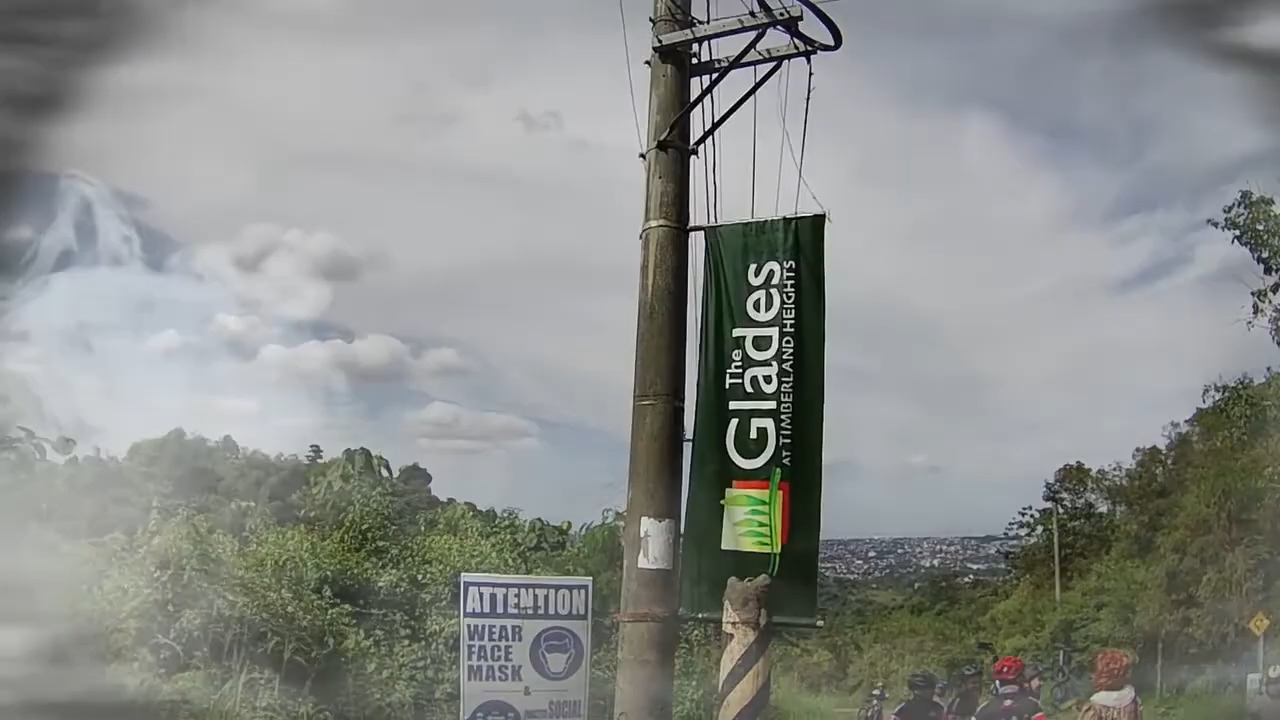 The
Glades
AT TIMBERLAND HEIGHTS
ATTENTION
WEAR
FACE
MASK
&
SOCIAL